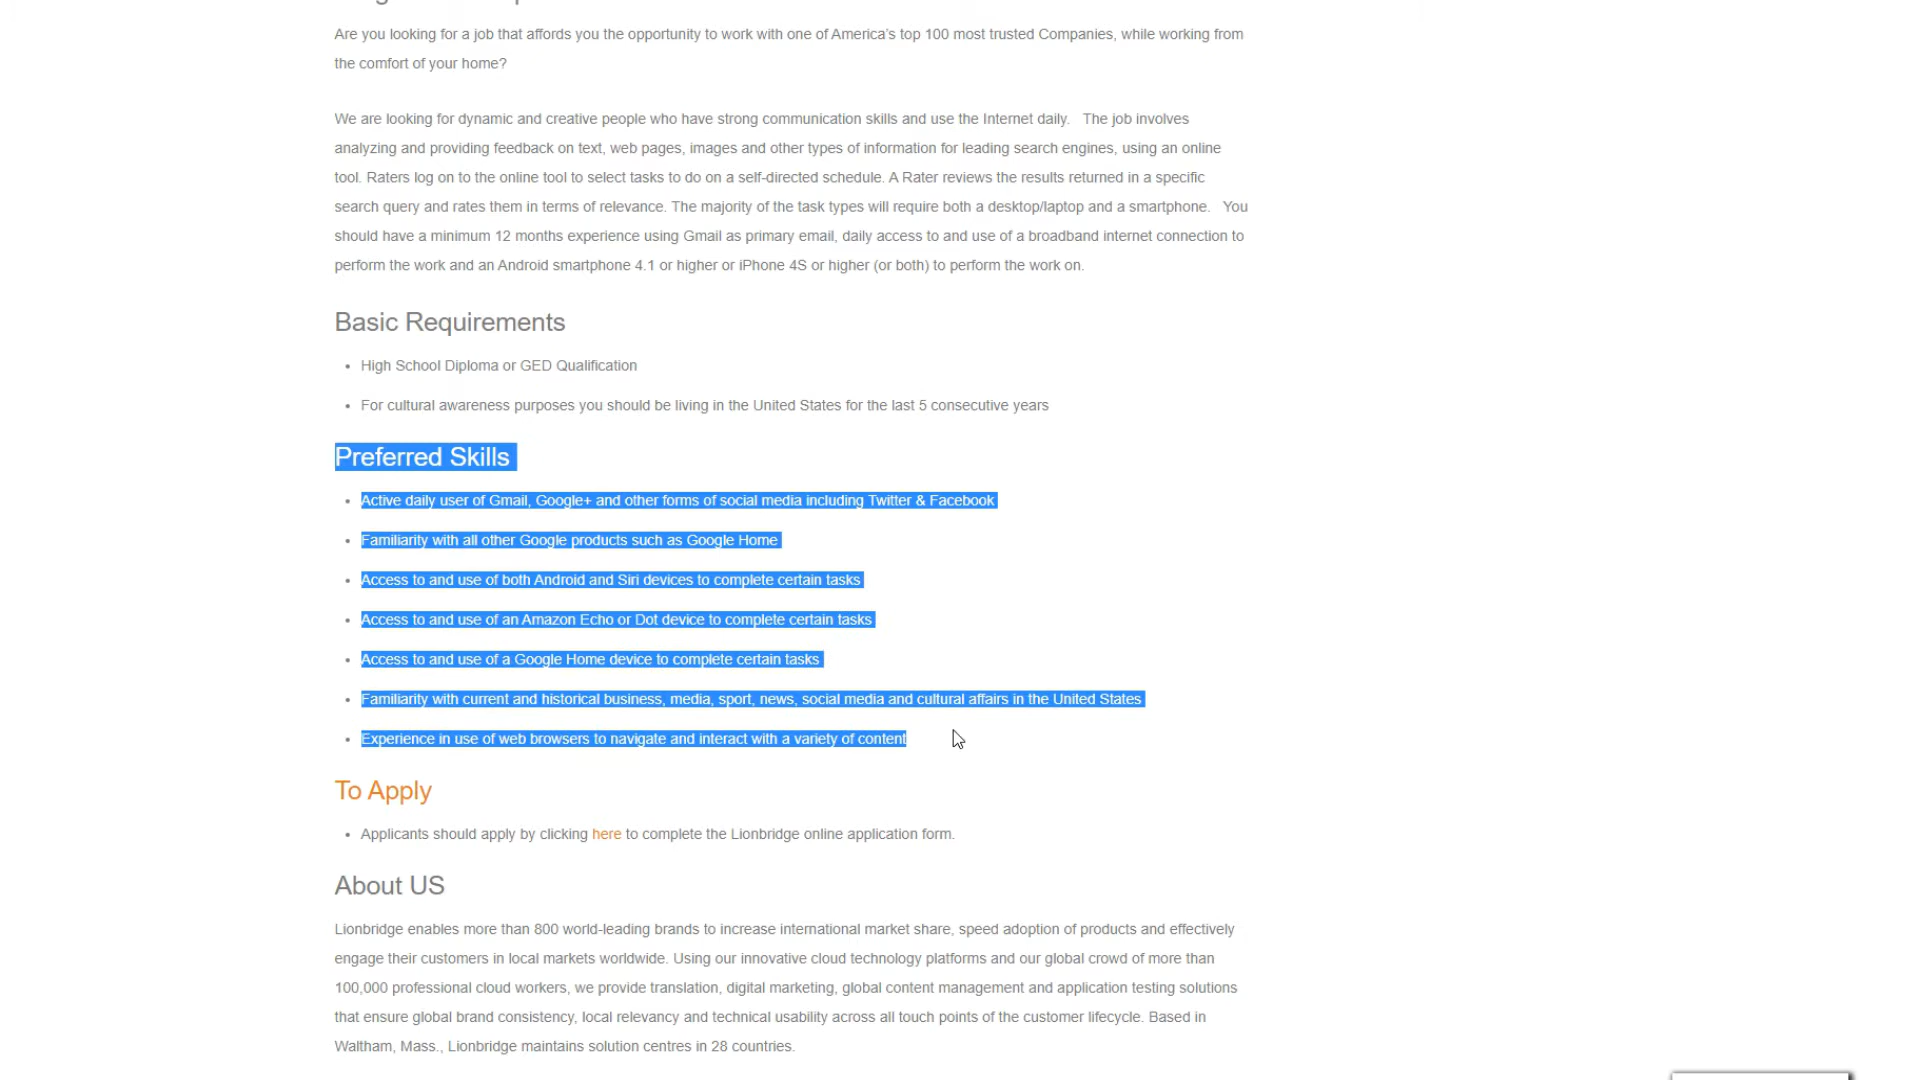 Are you looking for a job that affords you the opportunity to work with one of America's top 100 most trusted Companies, while working from
the comfort of your home?
We are looking for dynamic and creative people who have strong communication skills and use the Internet daily.   The job involves
analyzing and providing feedback on text, web pages, images and other types of information for leading search engines, using an online
tool. Raters log on to the online tool to select tasks to do on a self-directed schedule. A Rater reviews the results returned in a specific
search query and rates them in terms of relevance. The majority of the task types will require both a desktop/laptop and a smartphone.   You
should have a minimum 12 months experience using Gmail as primary email, daily access to and use of a broadband internet connection to
perform the work and an Android smartphone 4.1 or higher or iPhone 4S or higher (or both) to perform the work on.
Basic Requirements
• High School Diploma or GED Qualification
• For cultural awareness purposes you should be living in the United States for the last 5 consecutive years
Preferred Skills
• Active daily user of Gmail, Google+ and other forms of social media including Twitter & Facebook
• Familiarity with all other Google products such as Google Home
• Access to and use of both Android and Siri devices to complete certain tasks
• Access to and use of an Amazon Echo or Dot device to complete certain tasks
• Access to and use of a Google Home device to complete certain tasks
• Familiarity with current and historical business, media, sport, news, social media and cultural affairs in the United States
• Experience in use of web browsers to navigate and interact with a variety of content
To Apply
• Applicants should apply by clicking here to complete the Lionbridge online application form.
About US
Lionbridge enables more than 800 world-leading brands to increase international market share, speed adoption of products and effectively
engage their customers in local markets worldwide. Using our innovative cloud technology platforms and our global crowd of more than
100,000 professional cloud workers, we provide translation, digital marketing, global content management and application testing solutions
that ensure global brand consistency, local relevancy and technical usability across all touch points of the customer lifecycle. Based in
Waltham, Mass., Lionbridge maintains solution centres in 28 countries.